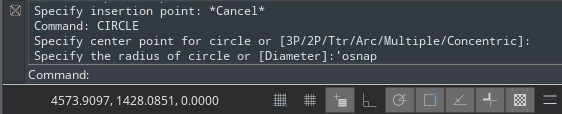 Specify insertion point: *Cancel*
Command: CIRCLE
Specify center point for circle or [3P/2P/Ttr/Arc/Multiple/Concentric]:
Specify the radius of circle or [Diameter]:'osnap
Command:
4573.9097, 1428.0851, 0.0000